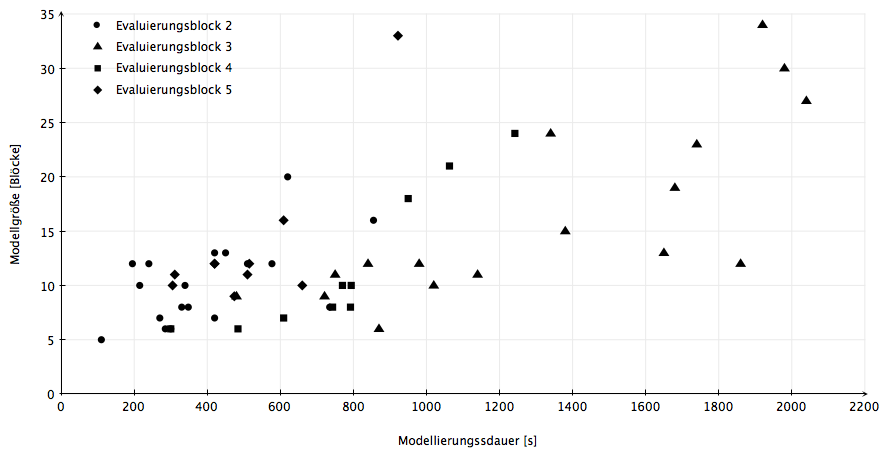 35
Evaluierungsblock 2
Evaluierungsblock 3
Evaluierungsblock 4
Evaluierungsblock 5
30
25
20
15
10
5
0
Modellgröße [Blöcke]
0 200 400 600 800 1000 1200 1400 1600 1800 2000 2200
Modellierungssdauer [s]